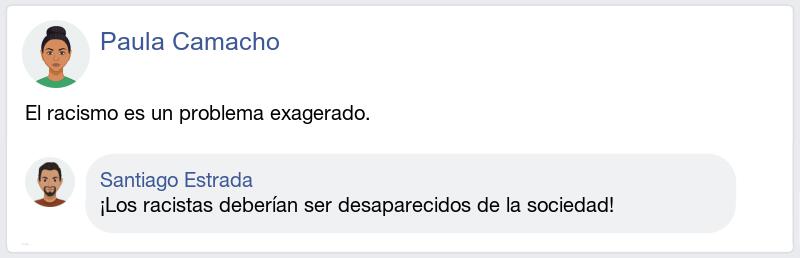 Paula Camacho
El racismo es un problema exagerado.
Santiago Estrada
¡Los racistas deberían ser desaparecidos de la sociedad!